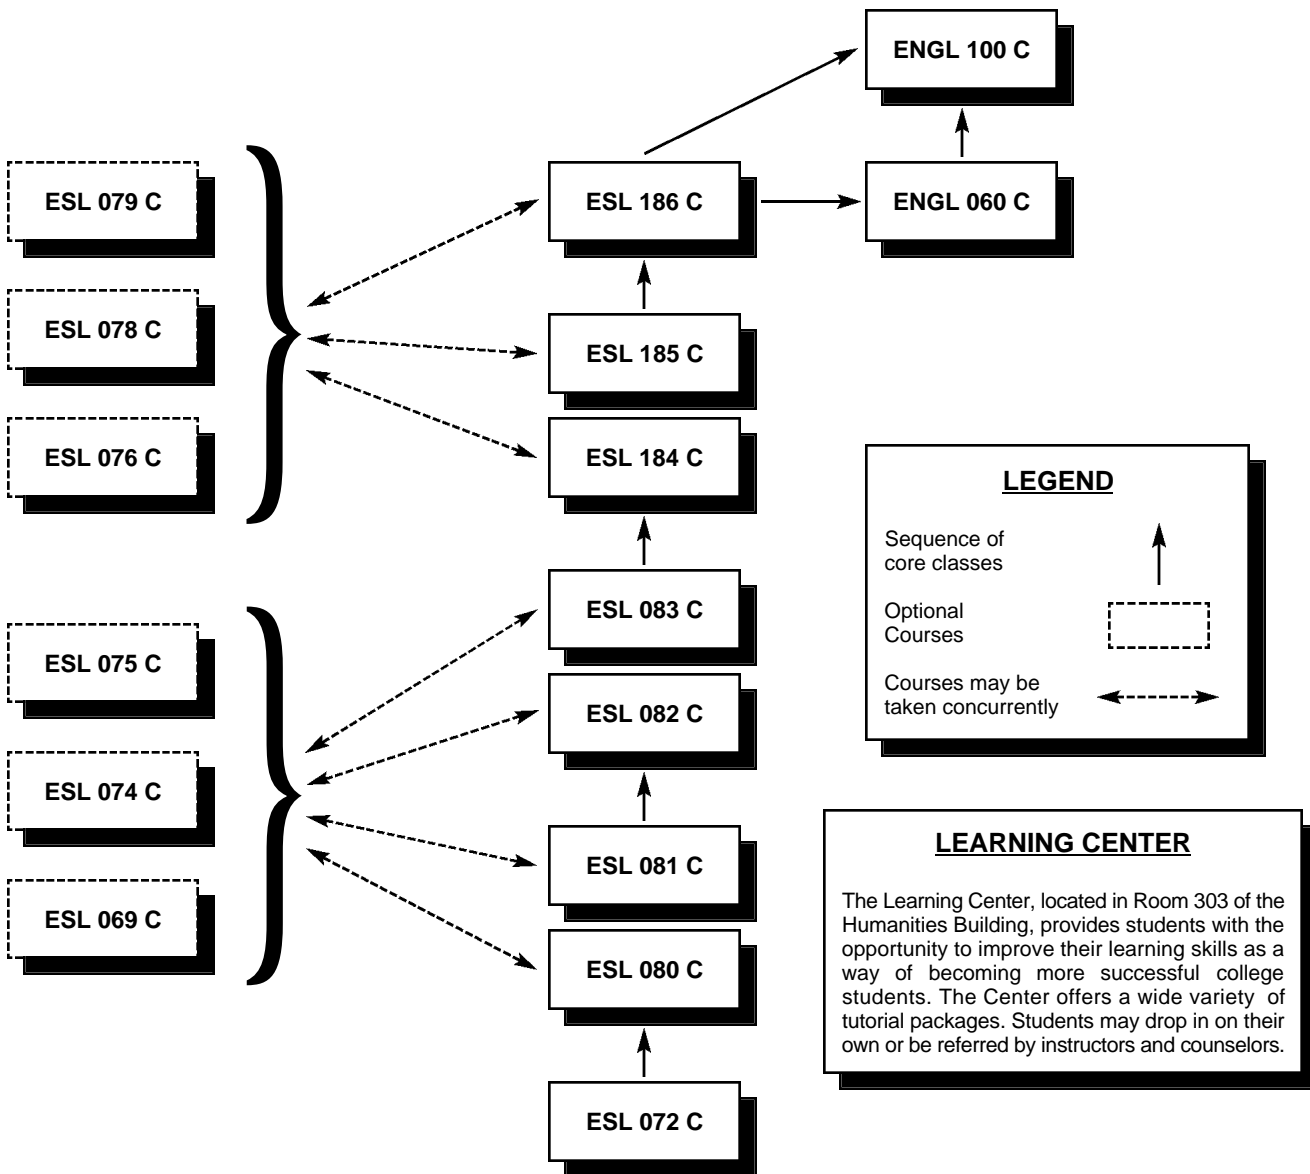 ENGL 100 C
ESL 079 C
ESL 186 C
ENGL 060 C
ESL 078 C
ESL 185 C
ESL 076 C
ESL 184 C
LEGEND
Sequence of
core classes
Optional
Courses
Courses may be
taken concurrently
ESL 083 C
ESL 075 C
ESL 082 C
ESL 074 C
ESL 081 C
ESL 069 C
ESL 080 C
ESL 072 C
LEARNING CENTER
The Learning Center, located in Room 303 of the
Humanities Building, provides students with the
opportunity to improve their learning skills as a
way of becoming more successful college
students. The Center offers a wide variety of
tutorial packages. Students may drop in on their
own or be referred by instructors and counselors.